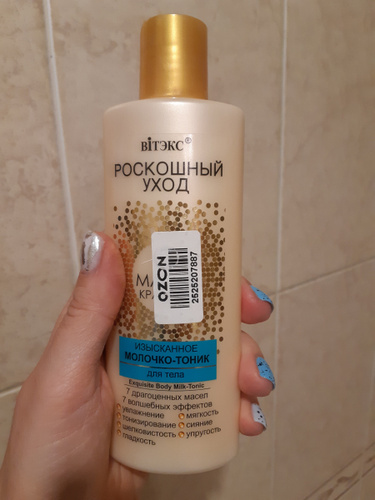 ВІТЭКС®
РОСКОШНЫЙ
УХОД
OZON
2525207887
ИЗЫСКАННОЕ
МОЛОЧКО-ТОНИК
для тела
Exquisite Body Milk-Tonic
7 драгоценных масел
7 волшебных эффектов
увлажнение мягкость
тонизирование сияние
шелковистость упругость
гладкость